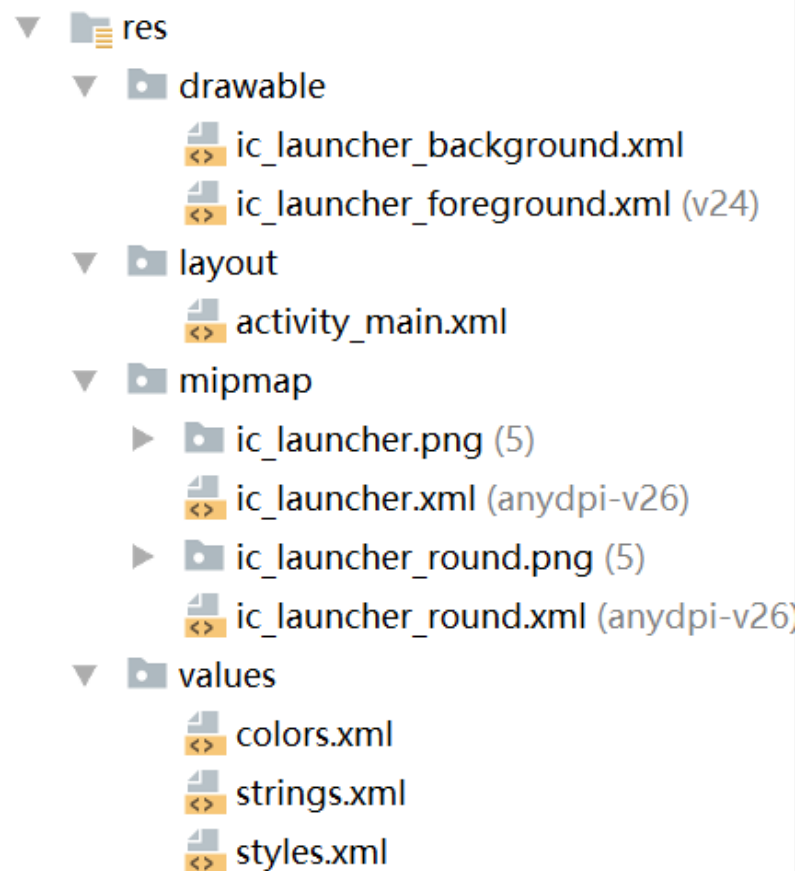 res
drawable
ic_launcher_background.xml
ic_launcher_foreground.xml (v24)
layout
activity_main.xml
mipmap
ic_launcher.png (5)
ic_launcher.xml (anydpi-v26)
ic_launcher_round.png (5)
ic_launcher_round.xml (anydpi-v26)
values
colors.xml
strings.xml
styles.xml